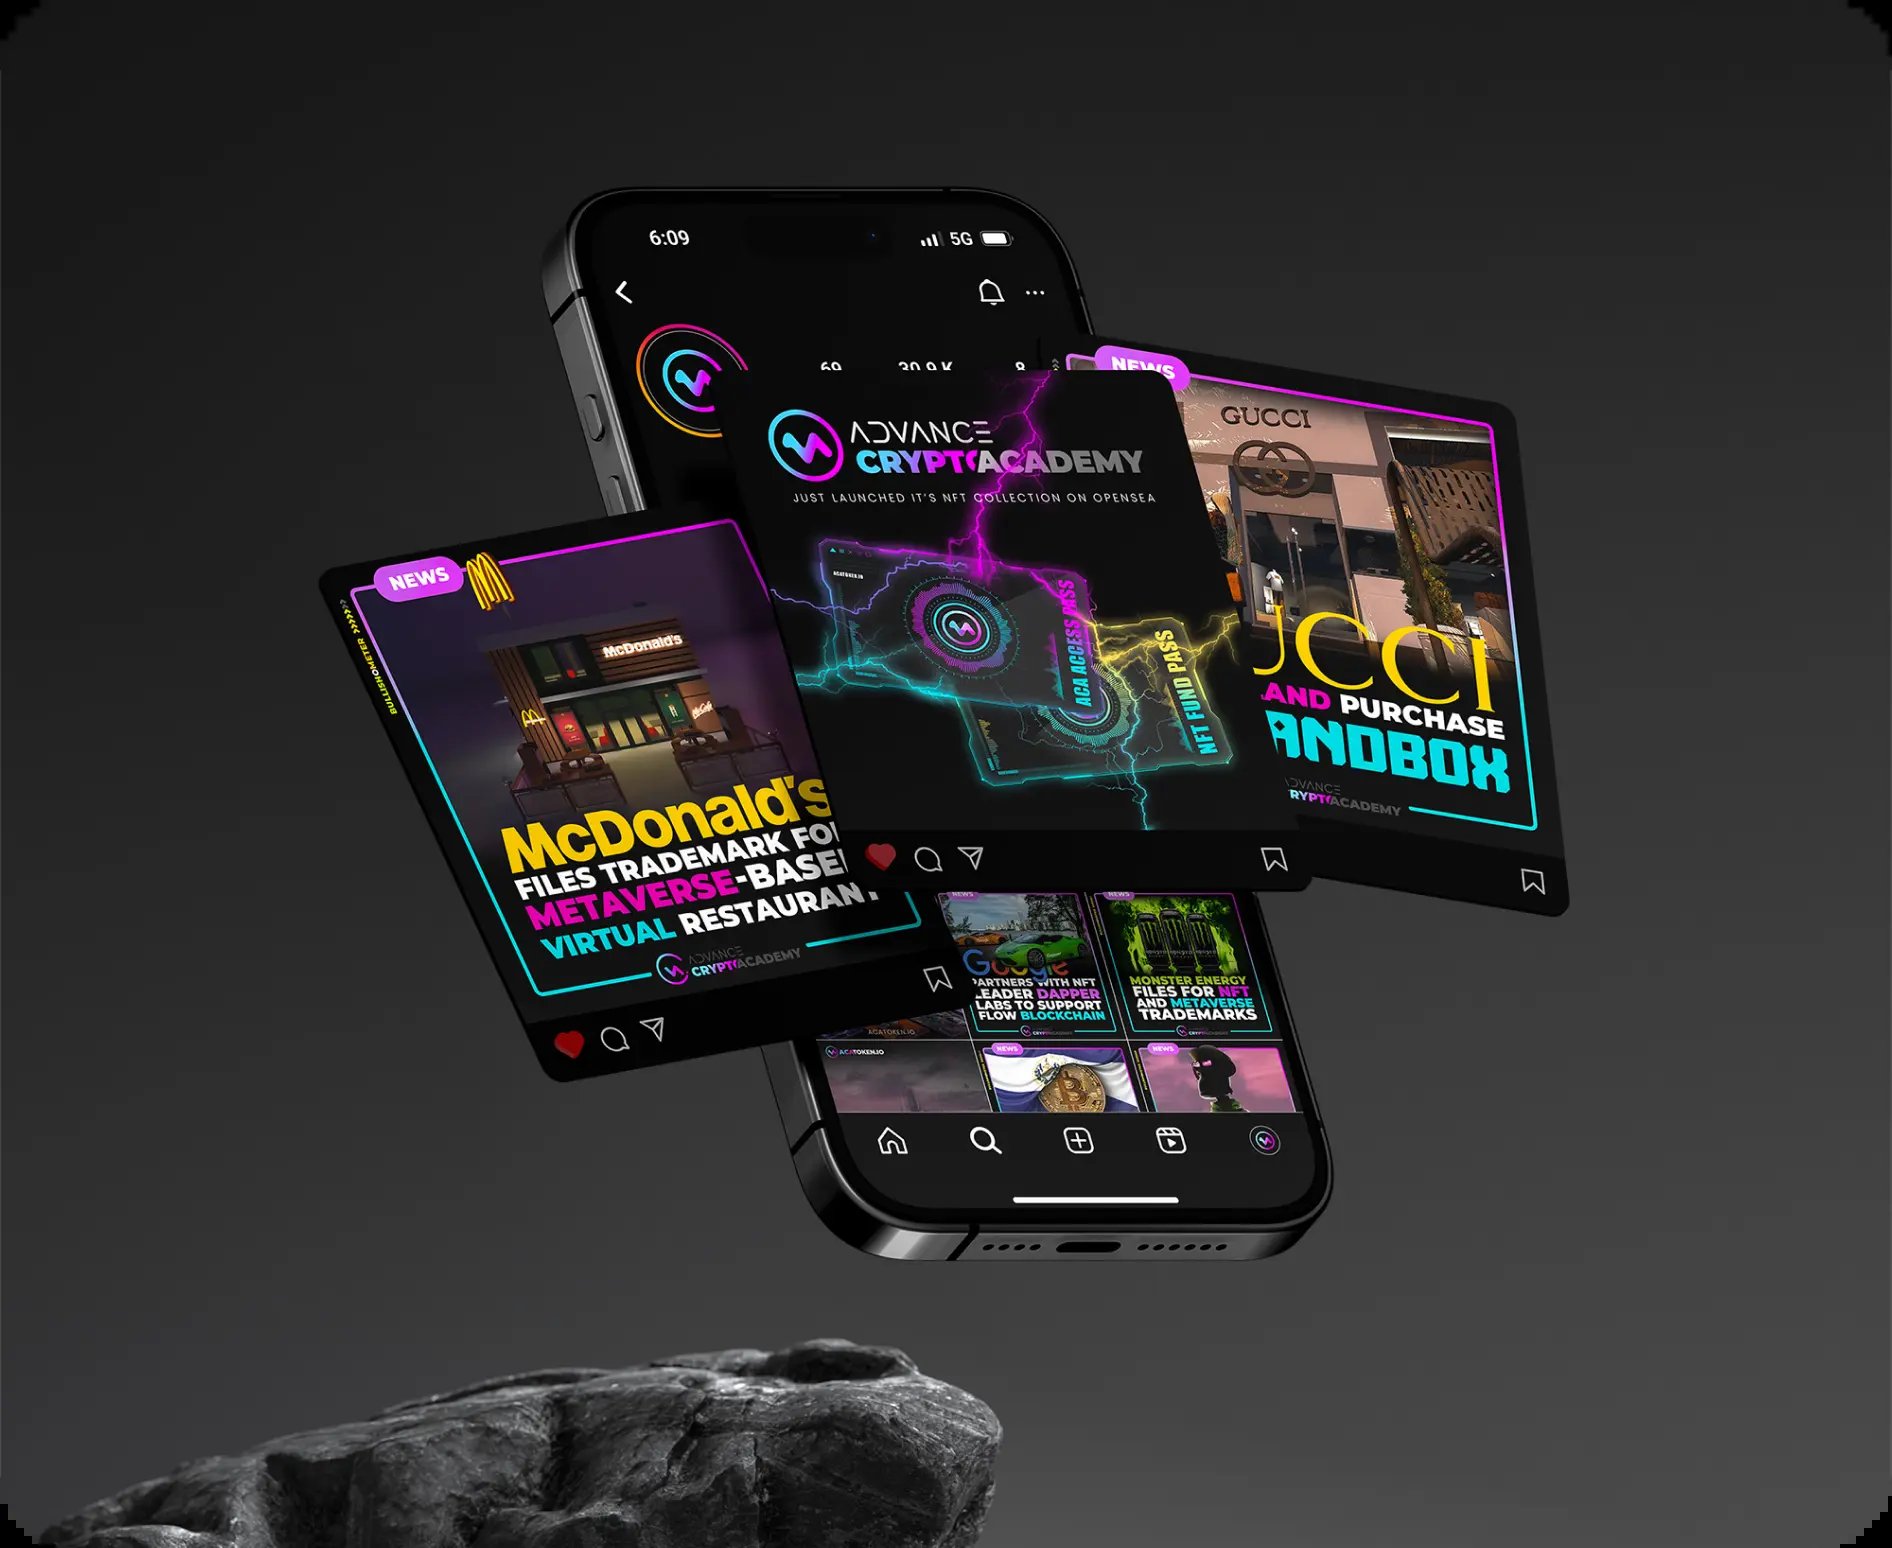 6:09
5G
69 30.9 K 8
ADVANCE
CRYPTOACADEMY
JUST LAUNCHED IT'S NFT COLLECTION ON OPENSEA
ACATOKEN.IO
ACA ACCESS PASS
NFT FUND PASS
NEWS
GUCCI
UCCI
LAND PURCHASE
ANDBOX
ADVANCE
CRYPTOACADEMY
NEWS
BULLISHOMETER
McDonald's
McCafé
McDonald's
FILES TRADEMARK FOR
METAVERSE-BASED
VIRTUAL RESTAURANT
ADVANCE
CRYPTOACADEMY
NEWS
Google
PARTNERS WITH NFT
LEADER DAPPER
LABS TO SUPPORT
FLOW BLOCKCHAIN
NEWS
MONSTER ENERGY
FILES FOR NFT
AND METAVERSE
TRADEMARKS
ACATOKEN.IO
ACATOKEN.IO
NEWS
NEWS